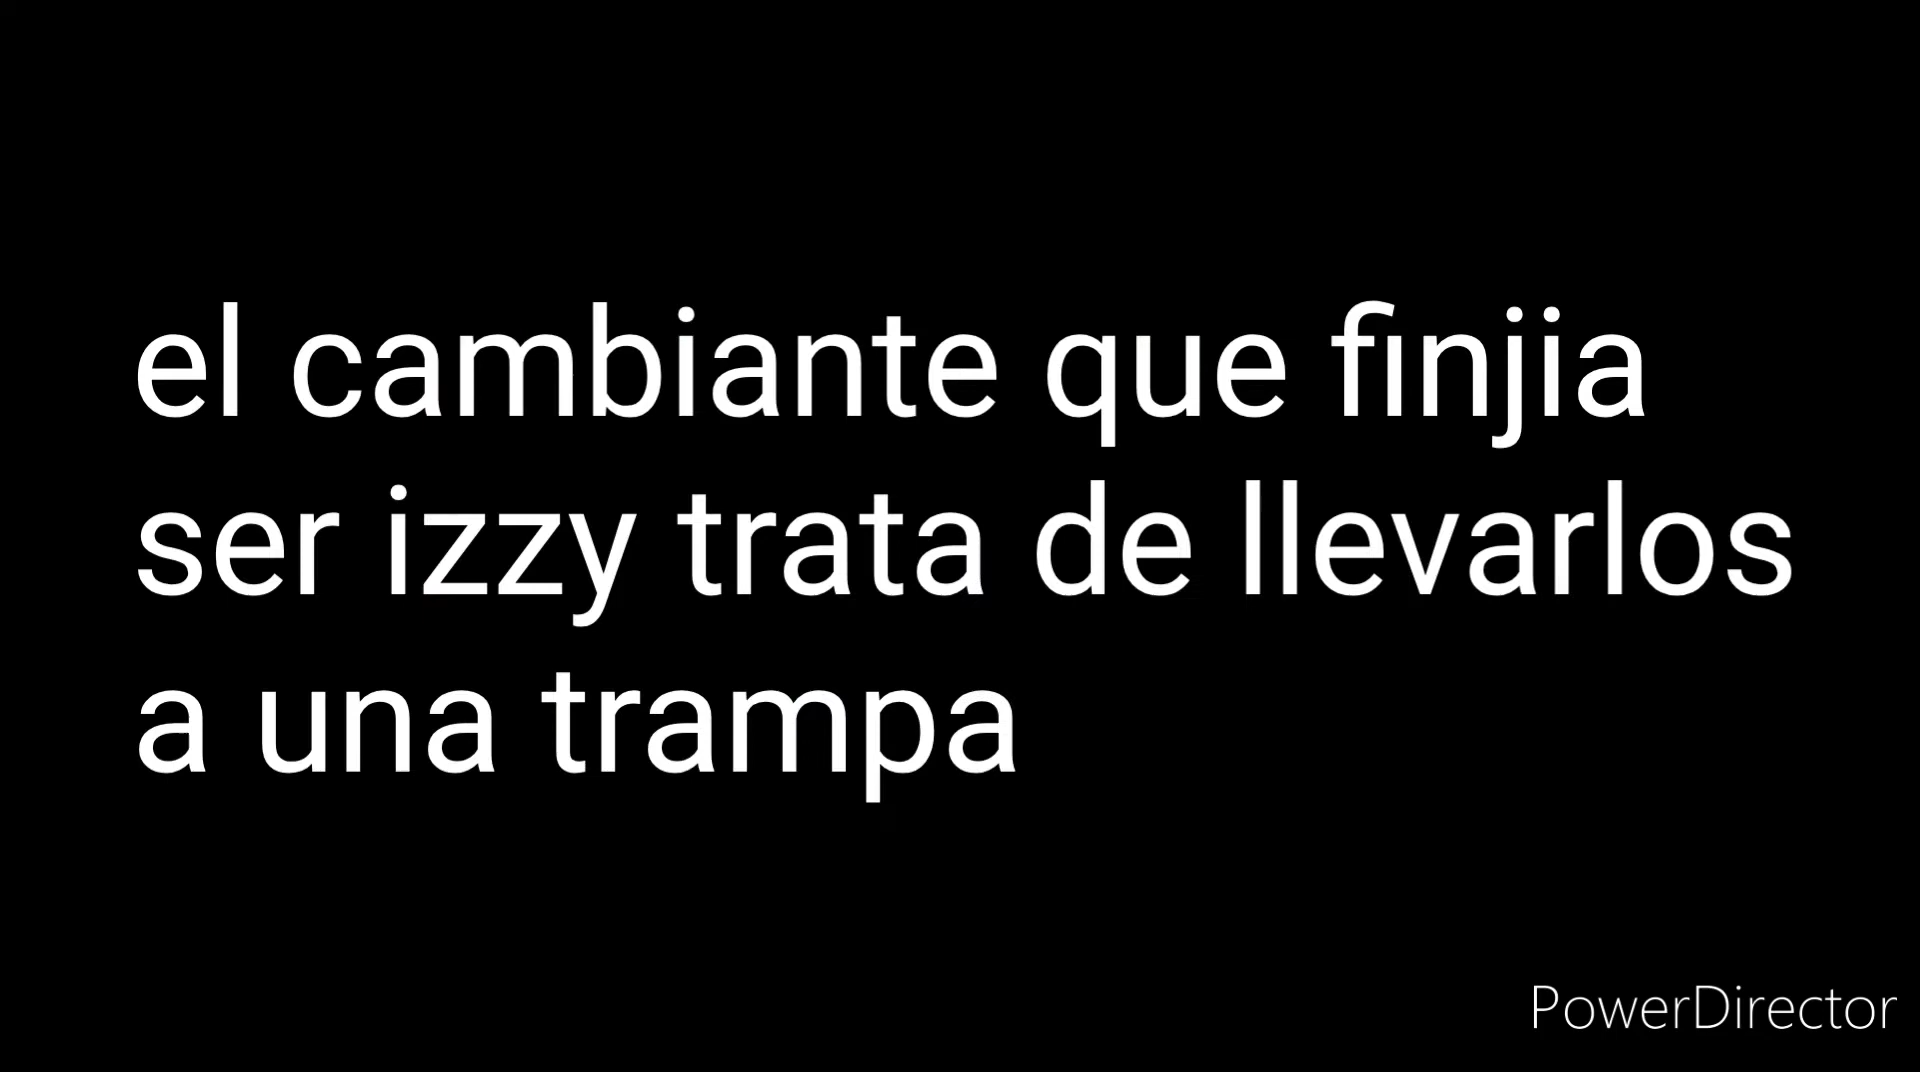 el cambiante que finjia
ser izzy trata de llevarlos
a una trampa
PowerDirector